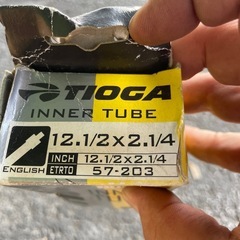 TIOGA
INNER TUBE
12.1/2x2.1/4
INCH 12.1/2x2.1/4
ENGLISH ETRTO 57-203